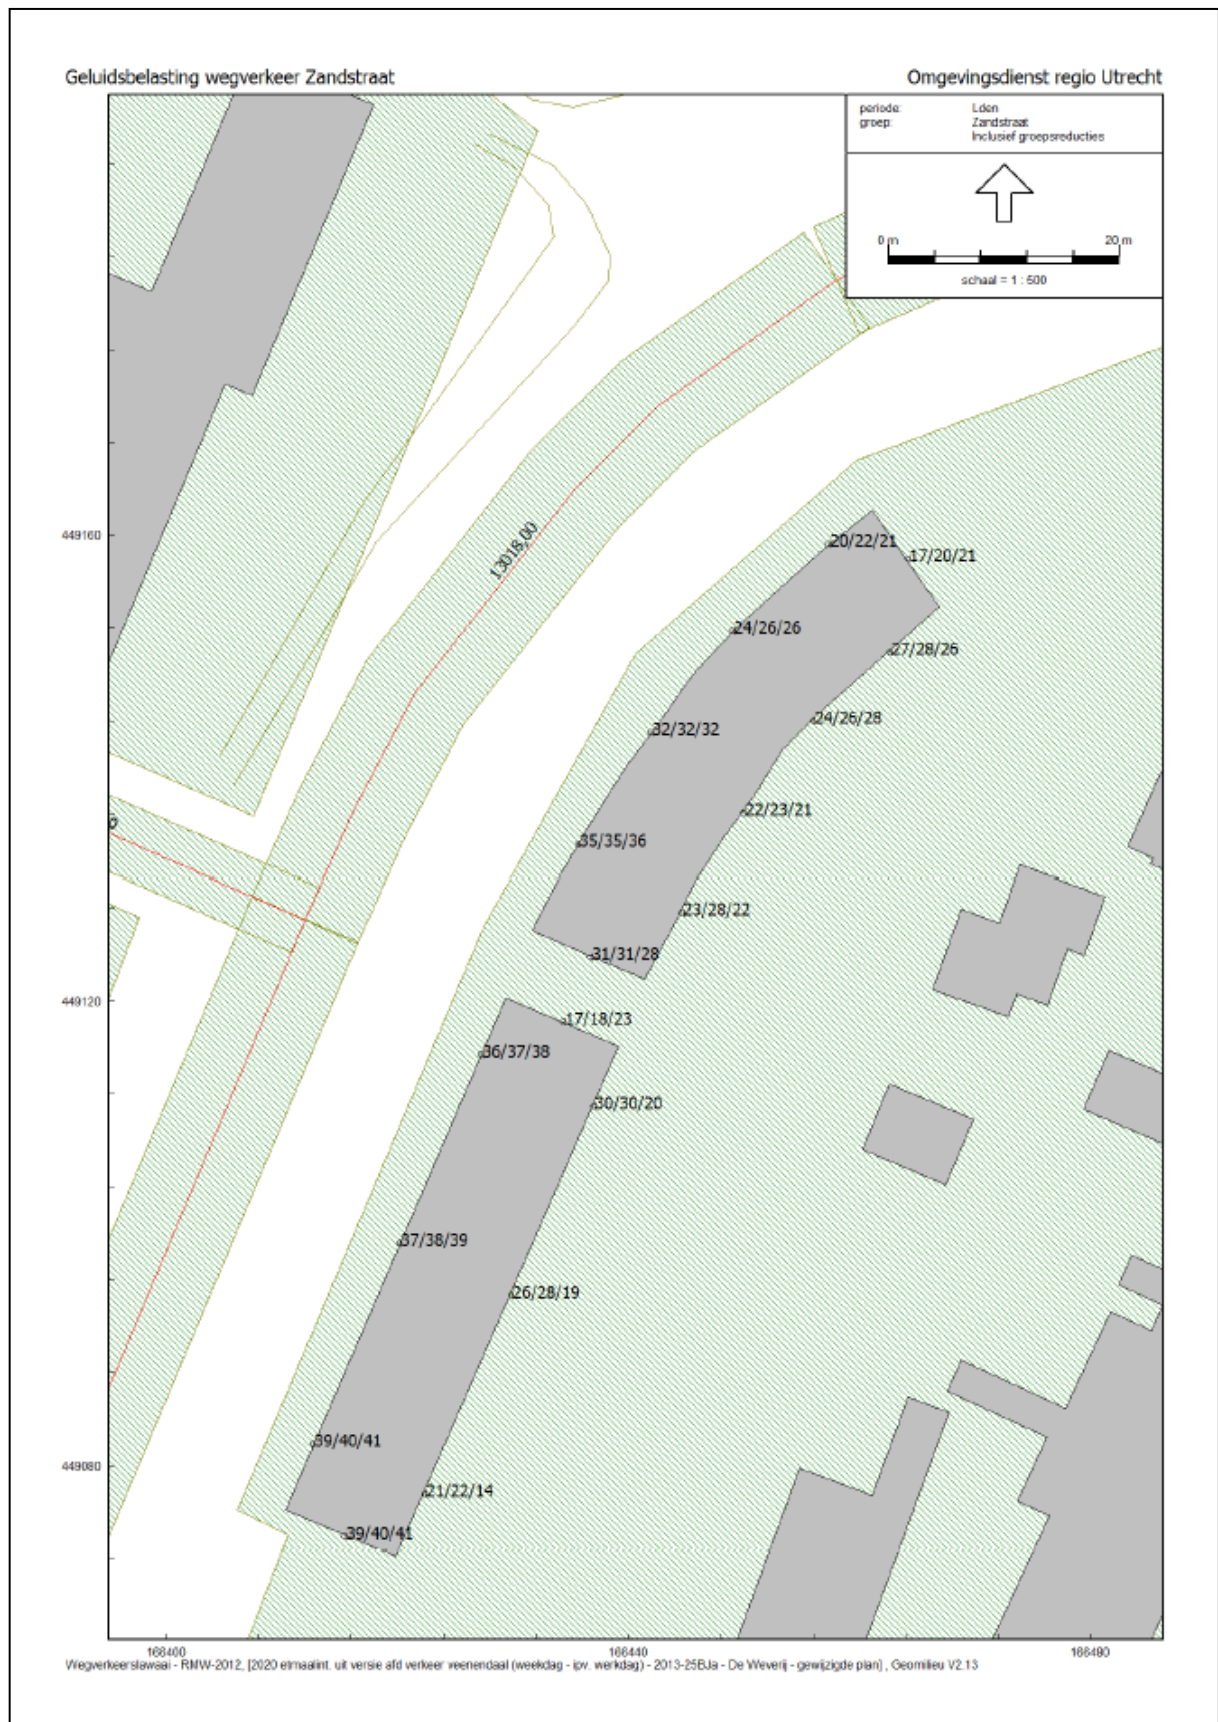 Geluidsbelasting wegverkeer Zandstraat
Omgevingsdienst regio Utrecht
periode: Lden
groep: Zandstraat
Inclusief groepsreducties
0 m 20 m
schaal = 1 : 500
13018,00
449160
20/22/21
17/20/21
24/26/26
27/28/26
24/26/28
32/32/32
22/23/21
0
35/35/36
23/28/22
31/31/28
449120
17/18/23
36/37/38
30/30/20
37/38/39
26/28/19
39/40/41
449080
21/22/14
39/40/41
166400 166440 166480
Wegverkeerslawaai - RMW-2012, [2020 etmaalint. uit versie afd verkeer veenendaal (weekdag - ipv. werkdag) - 2013-25BJa - De Weverij - gewijzigde plan] , Geomilieu V2.13